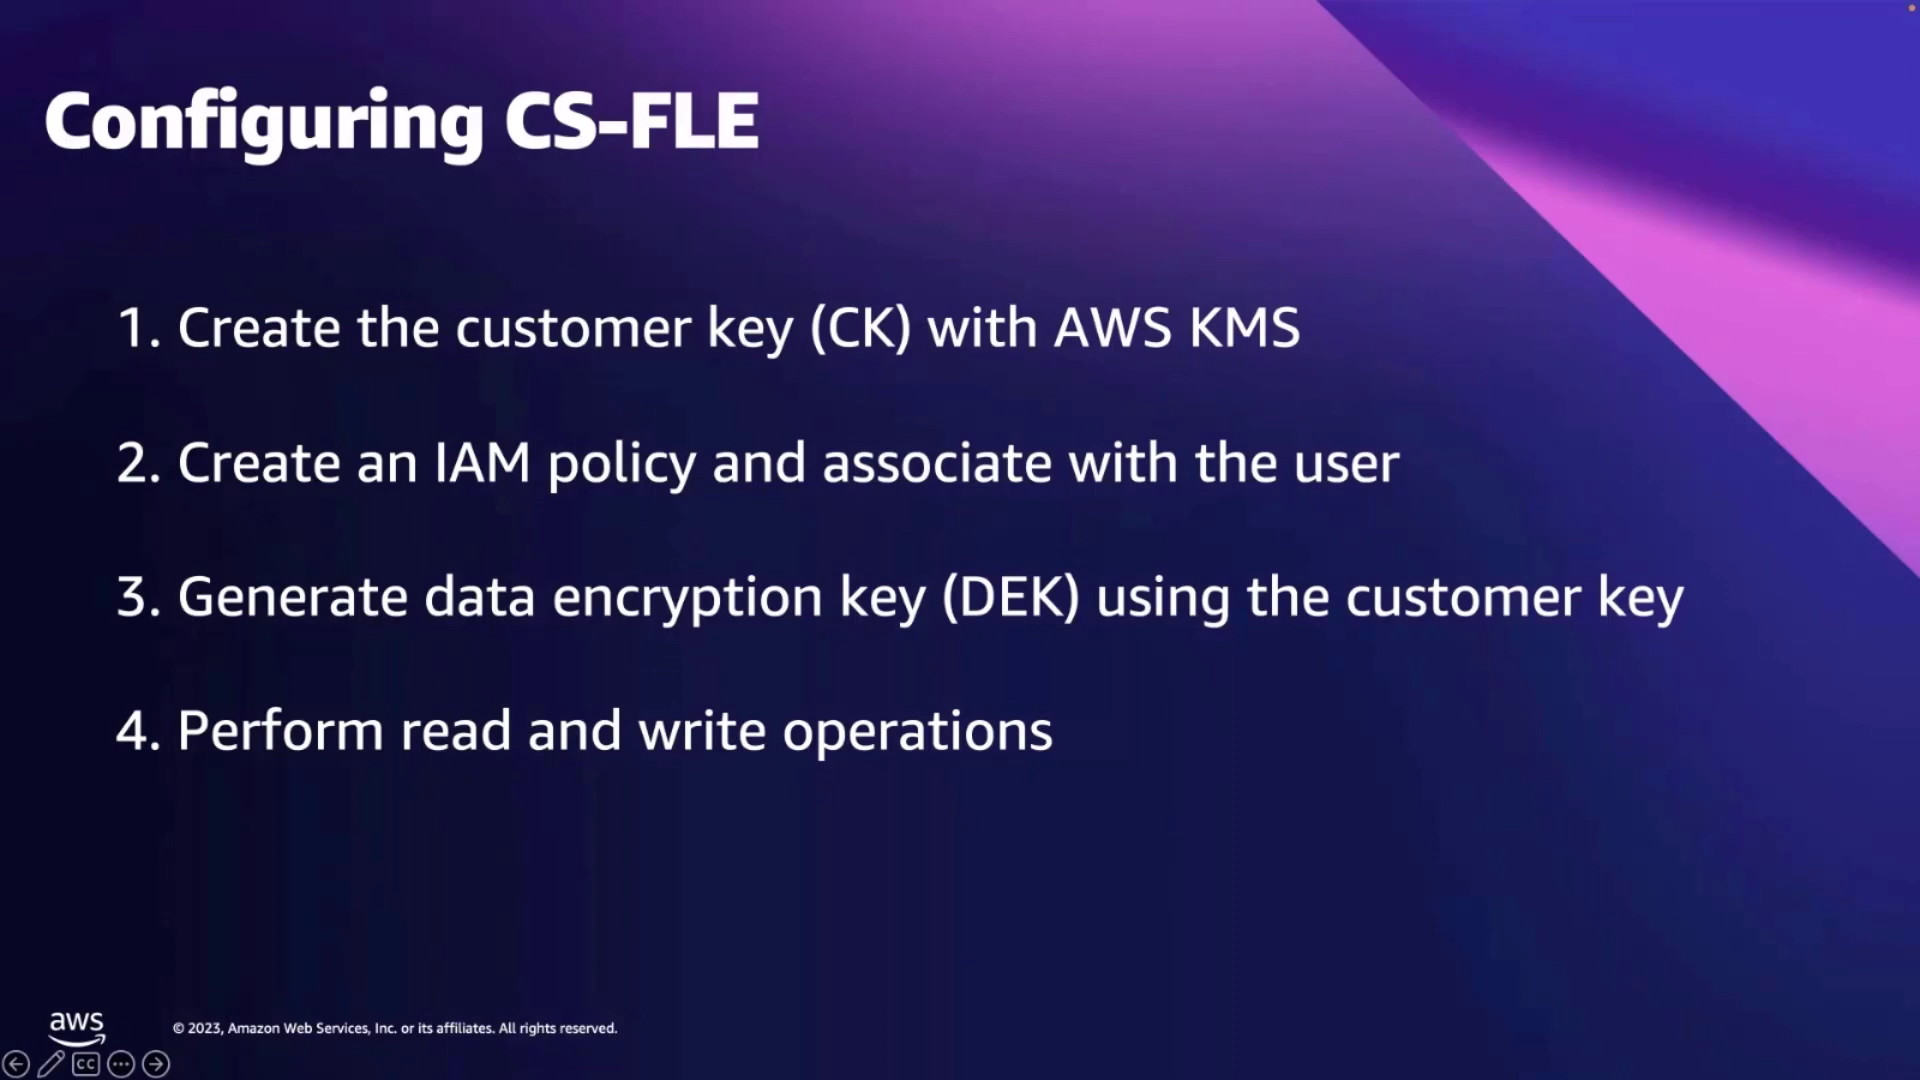 Configuring CS-FLE
1. Create the customer key (CK) with AWS KMS
2. Create an IAM policy and associate with the user
3. Generate data encryption key (DEK) using the customer key
4. Perform read and write operations
aws
© 2023, Amazon Web Services, Inc. or its affiliates. All rights reserved.
CC